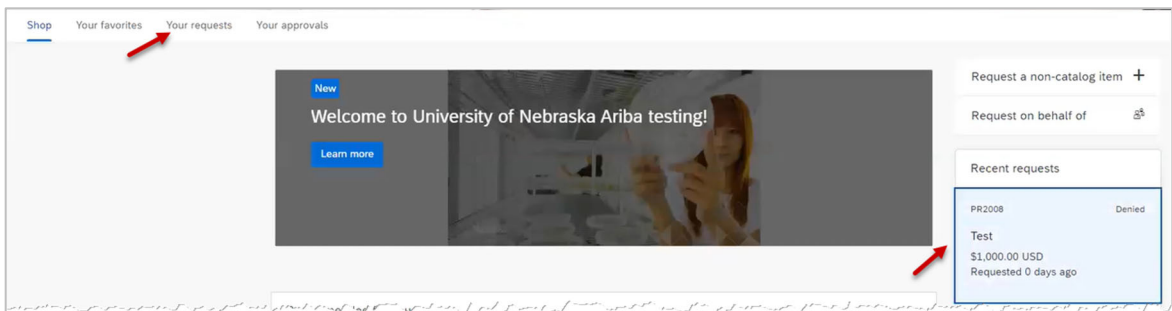 Shop Your favorites Your requests Your approvals
New
Welcome to University of Nebraska Ariba testing!
Learn more
Request a non-catalog item +
Request on behalf of
Recent requests
PR2008 Denied
Test
$1,000.00 USD
Requested 0 days ago